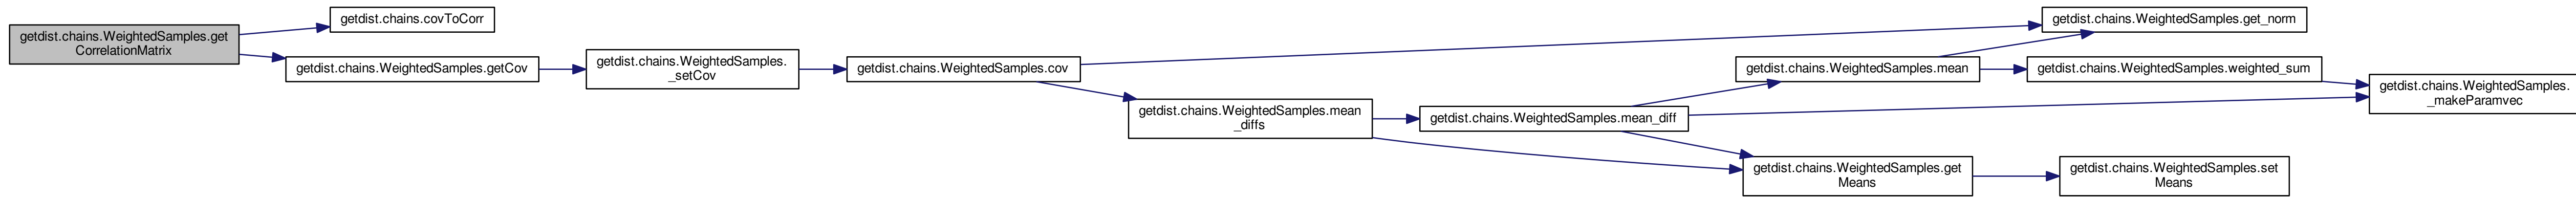 getdist.chains.WeightedSamples.get
CorrelationMatrix
getdist.chains.covToCorr
getdist.chains.WeightedSamples.getCov
getdist.chains.WeightedSamples.
_setCov
getdist.chains.WeightedSamples.cov
getdist.chains.WeightedSamples.mean
_diffs
getdist.chains.WeightedSamples.mean_diff
getdist.chains.WeightedSamples.mean
getdist.chains.WeightedSamples.get
Means
getdist.chains.WeightedSamples.get_norm
getdist.chains.WeightedSamples.weighted_sum
getdist.chains.WeightedSamples.set
Means
getdist.chains.WeightedSamples.
_makeParamvec